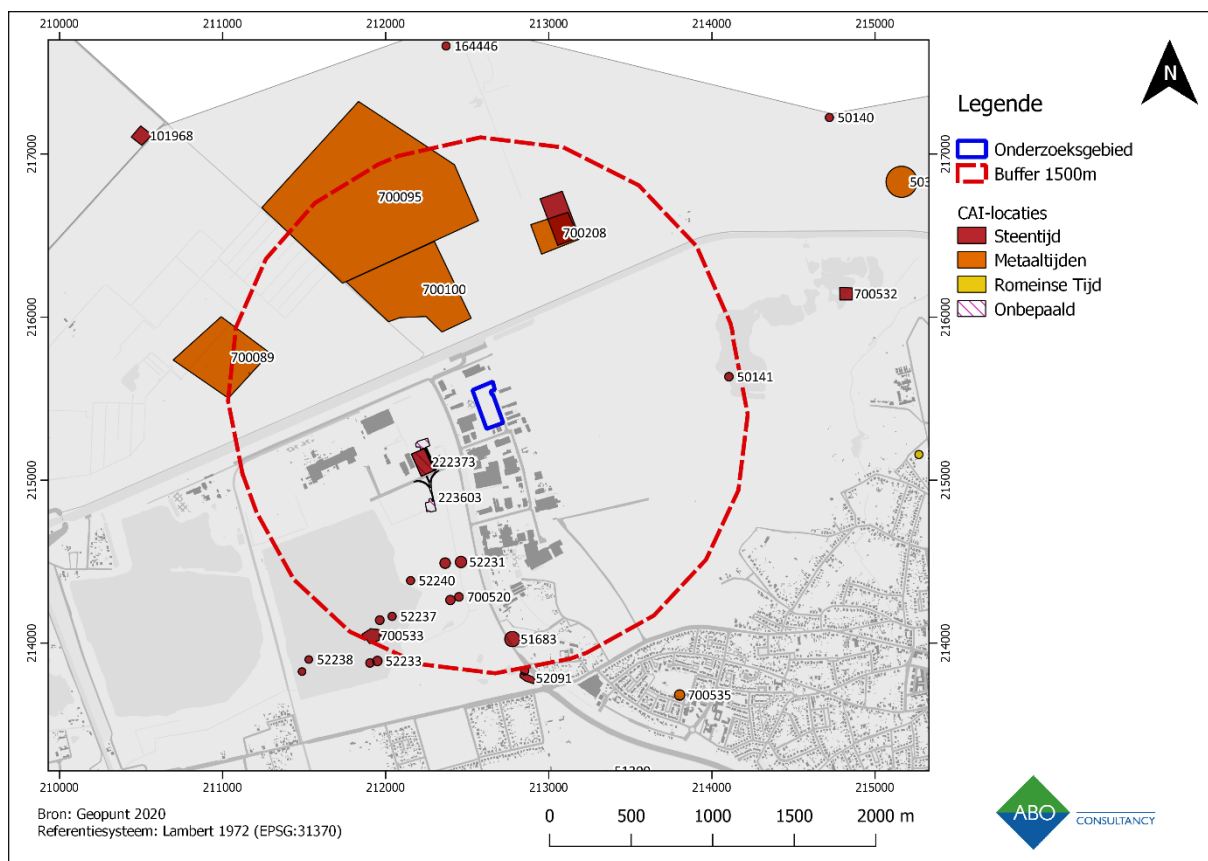 210000 211000 212000 213000 214000 215000
217000
216000
215000
214000
217000
216000
215000
214000
164446
50140
101968
503
700095
700208
700100
700532
700089
50141
222373
223603
52231
52240
700520
52237
700533
51683
52238
52233
52091
700535
210000 211000 212000 213000 214000 215000
N
Legende
Onderzoeksgebied
Buffer 1500m
CAI-locaties
Steentijd
Metaaltijden
Romeinse Tijd
Onbepaald
Bron: Geopunt 2020
Referentiesysteem: Lambert 1972 (EPSG:31370)
0 500 1000 1500 2000 m
ABO
CONSULTANCY